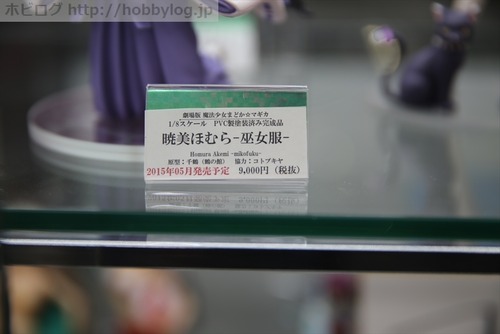 ホビログ http://hobbylog.jp/
劇場版 魔法少女まどか☆マギカ
1/8スケール PVC製塗装済み完成品
暁美ほむら-巫女服-
Homura Akemi -mikofuku-
原型：千鶴（鶴の館） 協力：コトブキヤ
2015年05月発売予定 9,000円（税抜）